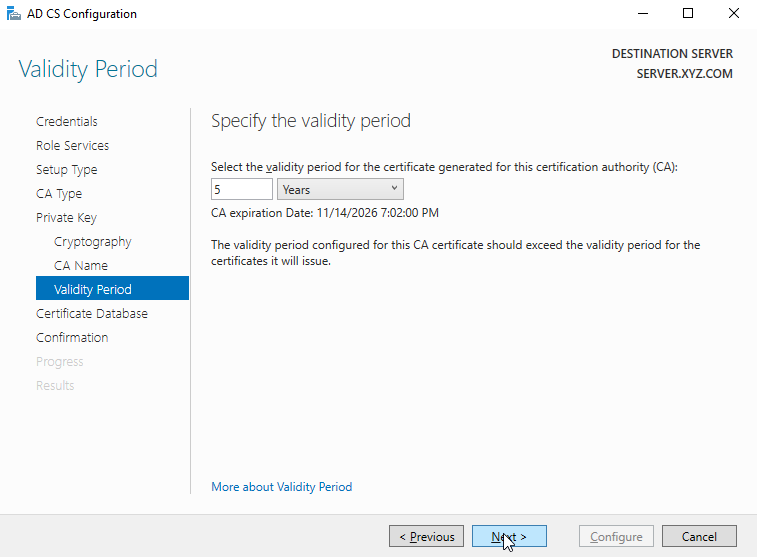 AD CS Configuration
DESTINATION SERVER
SERVER.XYZ.COM
Validity Period
Credentials
Role Services
Setup Type
CA Type
Private Key
Cryptography
CA Name
Validity Period
Certificate Database
Confirmation
Progress
Results
Specify the validity period
Select the validity period for the certificate generated for this certification authority (CA):
5 Years
CA expiration Date: 11/14/2026 7:02:00 PM
The validity period configured for this CA certificate should exceed the validity period for the
certificates it will issue.
More about Validity Period
< Previous Next > Configure Cancel